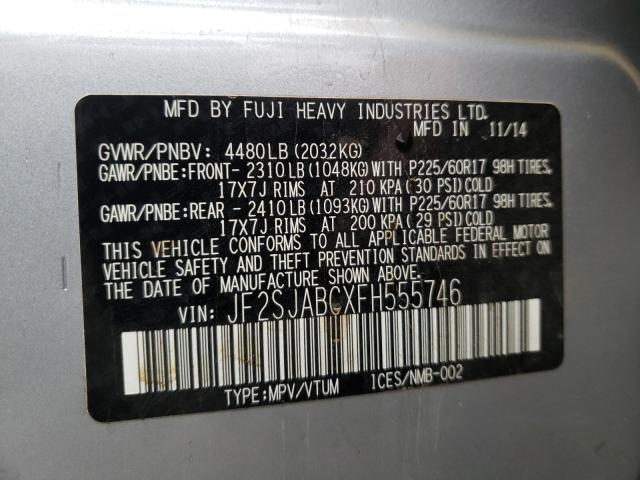 MFD BY FUJI HEAVY INDUSTRIES LTD.
MFD IN 11/14
GVWR/PNBV: 4480LB (2032KG)
GAWR/PNBE:FRONT- 2310 LB (1048KG)WITH P225/60R17 98H TIRES,
17X7J RIMS AT 210 KPA (30 PSI) COLD
GAWR/PNBE:REAR - 2410 LB (1093KG)WITH P225/60R17 98H TIRES,
17X7J RIMS AT 200 KPA (29 PSI) COLD
THIS VEHICLE CONFORMS TO ALL APPLICABLE FEDERAL MOTOR
VEHICLE SAFETY AND THEFT PREVENTION STANDARDS IN EFFECT ON
THE DATE OF MANUFACTURE SHOWN ABOVE.
VIN: JF2SJABCXFH555746
TYPE:MPV/VTUM ICES/NMB-002